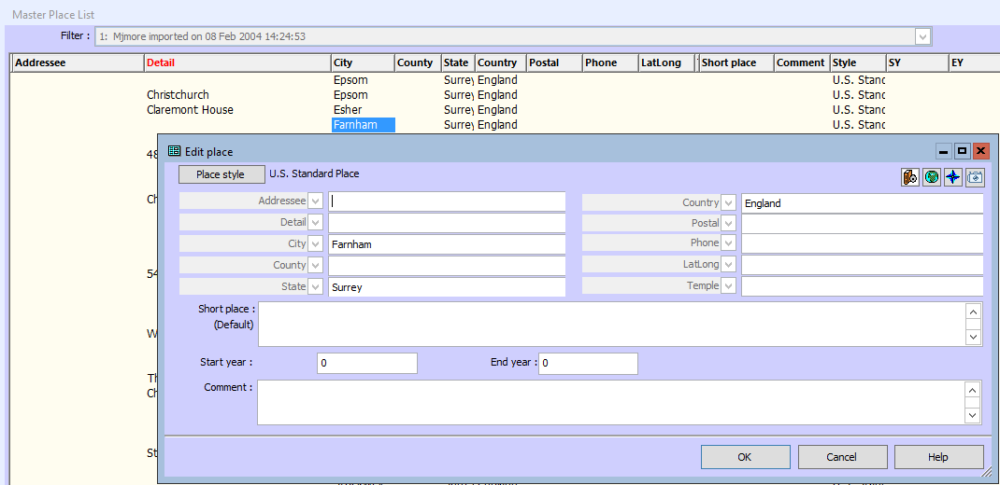 Master Place List
Filter : 1: Mjmore imported on 08 Feb 2004 14:24:53
Addressee Detail City County State Country Postal Phone LatLong Short place Comment Style SY EY
Epsom Surrey England U.S. Stanc
Christchurch Epsom Surrey England U.S. Stanc
Claremont House Esher Surrey England U.S. Stanc
Farnham Surrey England U.S. Stanc
Edit place
48
Place style U.S. Standard Place
Ch
Addressee Country England
Detail Postal
City Farnham Phone
County LatLong
54
State Surrey Temple
Short place :
(Default)
W
Start year : 0 End year : 0
Th
Comment :
Ch
St
OK Cancel Help